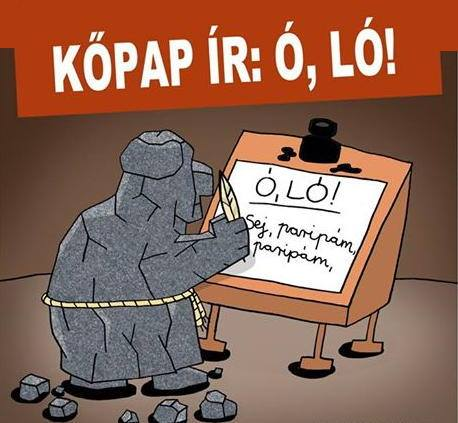 KŐPAP ÍR: Ó, LÓ!
Ó, LÓ!
Sej, paripám,
paripám,